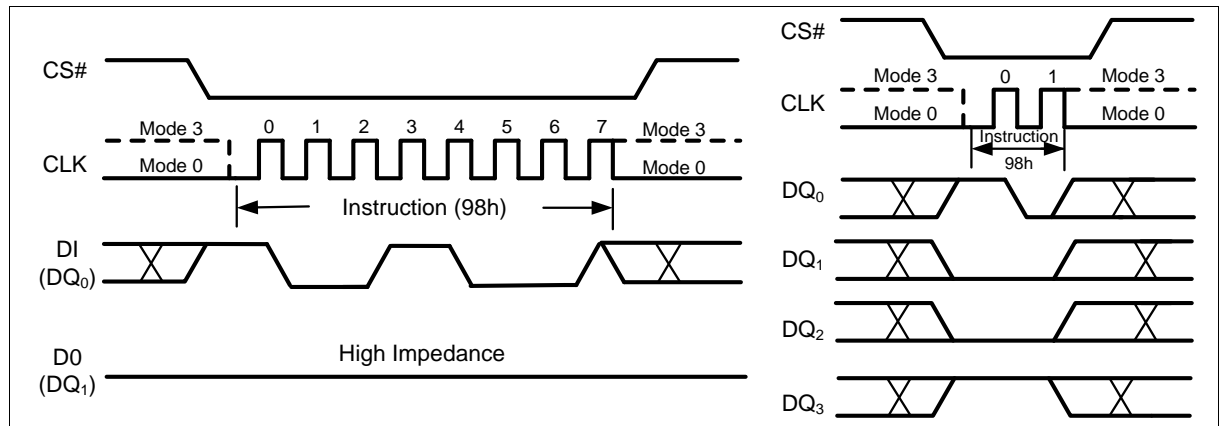 CS#
Mode 3 0 1 2 3 4 5 6 7 Mode 3
CLK Mode 0 Mode 0
Instruction (98h)
DI
(DQ0)
D0 High Impedance
(DQ1)
CS#
Mode 3 0 1 Mode 3
CLK Mode 0 Mode 0
Instruction
98h
DQ0
DQ1
DQ2
DQ3